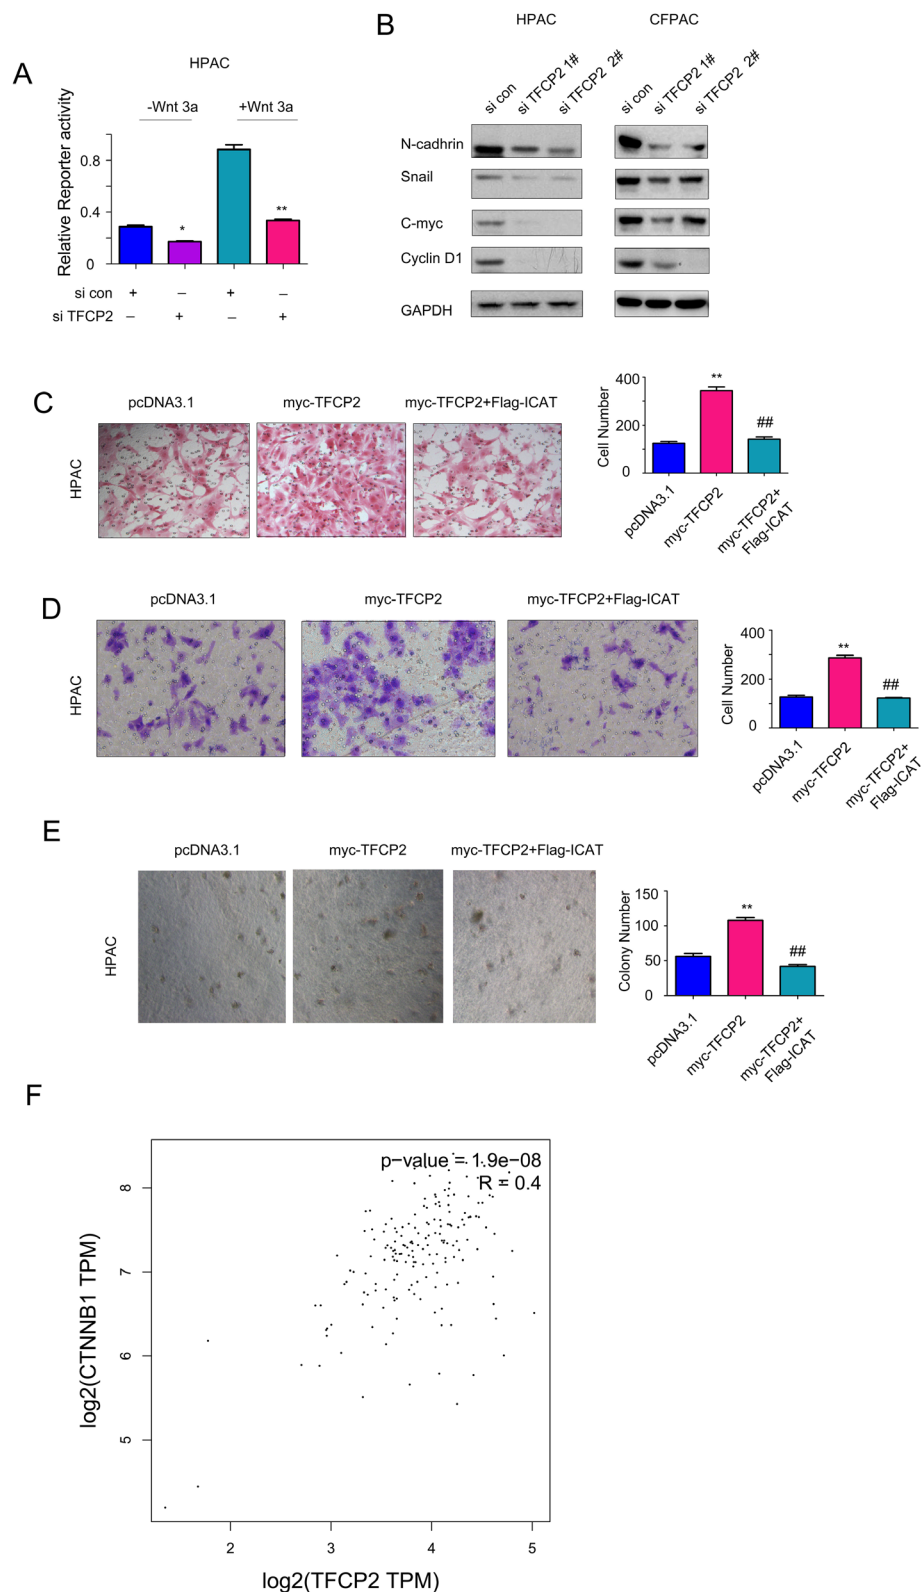 A
HPAC
-Wnt 3a
+Wnt 3a
Relative Reporter activity
0.8
0.4
0
*
**
si con + − + −
si TFCP2 − + − +
B
HPAC
CFPAC
si con
si TFCP2 1#
si TFCP2 2#
si con
si TFCP2 1#
si TFCP2 2#
N-cadhrin
Snail
C-myc
Cyclin D1
GAPDH
C
pcDNA3.1
myc-TFCP2
myc-TFCP2+Flag-ICAT
HPAC
Cell Number
400
200
0
**
##
pcDNA3.1
myc-TFCP2
myc-TFCP2+
Flag-ICAT
D
pcDNA3.1
myc-TFCP2
myc-TFCP2+Flag-ICAT
HPAC
Cell Number
400
200
0
**
##
pcDNA3.1
myc-TFCP2
myc-TFCP2+
Flag-ICAT
E
pcDNA3.1
myc-TFCP2
myc-TFCP2+Flag-ICAT
HPAC
Colony Number
150
100
50
0
**
##
pcDNA3.1
myc-TFCP2
myc-TFCP2+
Flag-ICAT
F
p−value = 1.9e−08
R = 0.4
log2(CTNNB1 TPM)
8
7
6
5
2
3
4
5
log2(TFCP2 TPM)